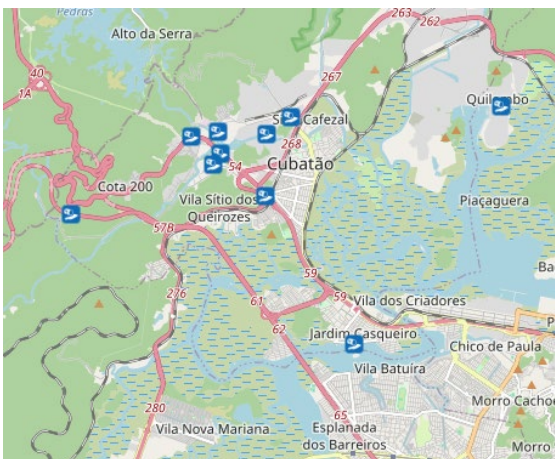 Pedras
Alto da Serra
263
262
40
1A
267
Quilombo
Cafezal
268
54
Cubatão
Cota 200
Vila Sítio dos
Queirozes
Piaçaguera
57B
276
59
61
59
Vila dos Criadores
62
Jardim Casqueiro
Chico de Paula
Vila Batuíra
280
65
Morro Cacho
Vila Nova Mariana
Esplanada
dos Barreiros
Morro